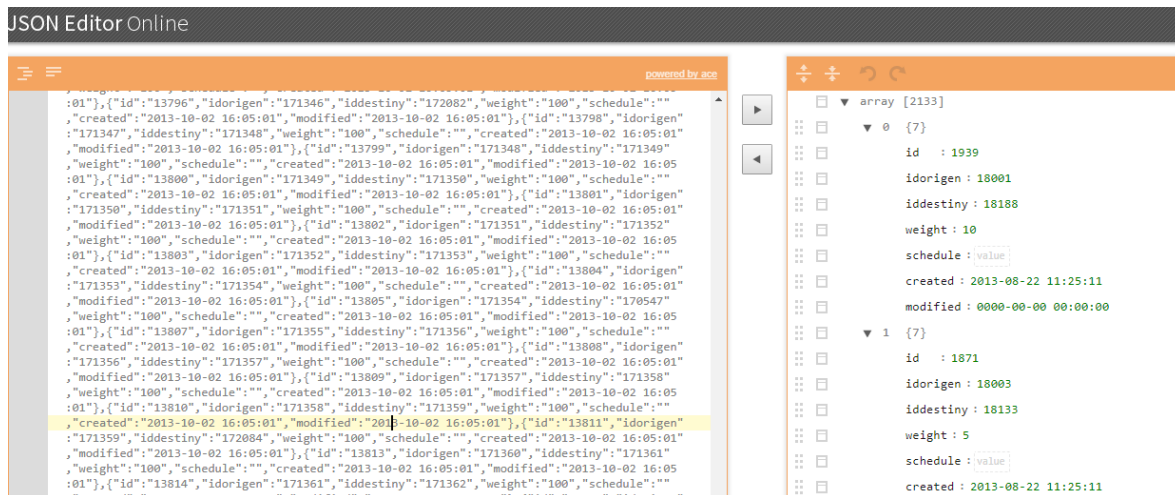 JSON Editor Online
powered by ace
:01"},{"id":"13796","idorigen":"171346","iddestiny":"172082","weight":"100","schedule":""
,"created":"2013-10-02 16:05:01","modified":"2013-10-02 16:05:01"},{"id":"13798","idorigen"
:"171347","iddestiny":"171348","weight":"100","schedule":"","created":"2013-10-02 16:05:01"
,"modified":"2013-10-02 16:05:01"},{"id":"13799","idorigen":"171348","iddestiny":"171349"
,"weight":"100","schedule":"","created":"2013-10-02 16:05:01","modified":"2013-10-02 16:05
:01"},{"id":"13800","idorigen":"171349","iddestiny":"171350","weight":"100","schedule":""
,"created":"2013-10-02 16:05:01","modified":"2013-10-02 16:05:01"},{"id":"13801","idorigen"
:"171350","iddestiny":"171351","weight":"100","schedule":"","created":"2013-10-02 16:05:01"
,"modified":"2013-10-02 16:05:01"},{"id":"13802","idorigen":"171351","iddestiny":"171352"
,"weight":"100","schedule":"","created":"2013-10-02 16:05:01","modified":"2013-10-02 16:05
:01"},{"id":"13803","idorigen":"171352","iddestiny":"171353","weight":"100","schedule":""
,"created":"2013-10-02 16:05:01","modified":"2013-10-02 16:05:01"},{"id":"13804","idorigen"
:"171353","iddestiny":"171354","weight":"100","schedule":"","created":"2013-10-02 16:05:01"
,"modified":"2013-10-02 16:05:01"},{"id":"13805","idorigen":"171354","iddestiny":"170547"
,"weight":"100","schedule":"","created":"2013-10-02 16:05:01","modified":"2013-10-02 16:05
:01"},{"id":"13807","idorigen":"171355","iddestiny":"171356","weight":"100","schedule":""
,"created":"2013-10-02 16:05:01","modified":"2013-10-02 16:05:01"},{"id":"13808","idorigen"
:"171356","iddestiny":"171357","weight":"100","schedule":"","created":"2013-10-02 16:05:01"
,"modified":"2013-10-02 16:05:01"},{"id":"13809","idorigen":"171357","iddestiny":"171358"
,"weight":"100","schedule":"","created":"2013-10-02 16:05:01","modified":"2013-10-02 16:05
:01"},{"id":"13810","idorigen":"171358","iddestiny":"171359","weight":"100","schedule":""
,"created":"2013-10-02 16:05:01","modified":"2013-10-02 16:05:01"},{"id":"13811","idorigen"
:"171359","iddestiny":"172084","weight":"100","schedule":"","created":"2013-10-02 16:05:01"
,"modified":"2013-10-02 16:05:01"},{"id":"13813","idorigen":"171360","iddestiny":"171361"
,"weight":"100","schedule":"","created":"2013-10-02 16:05:01","modified":"2013-10-02 16:05
:01"},{"id":"13814","idorigen":"171361","iddestiny":"171362","weight":"100","schedule":""
array [2133]
0 {7}
id : 1939
idorigen : 18001
iddestiny : 18188
weight : 10
schedule : value
created : 2013-08-22 11:25:11
modified : 0000-00-00 00:00:00
1 {7}
id : 1871
idorigen : 18003
iddestiny : 18133
weight : 5
schedule : value
created : 2013-08-22 11:25:11